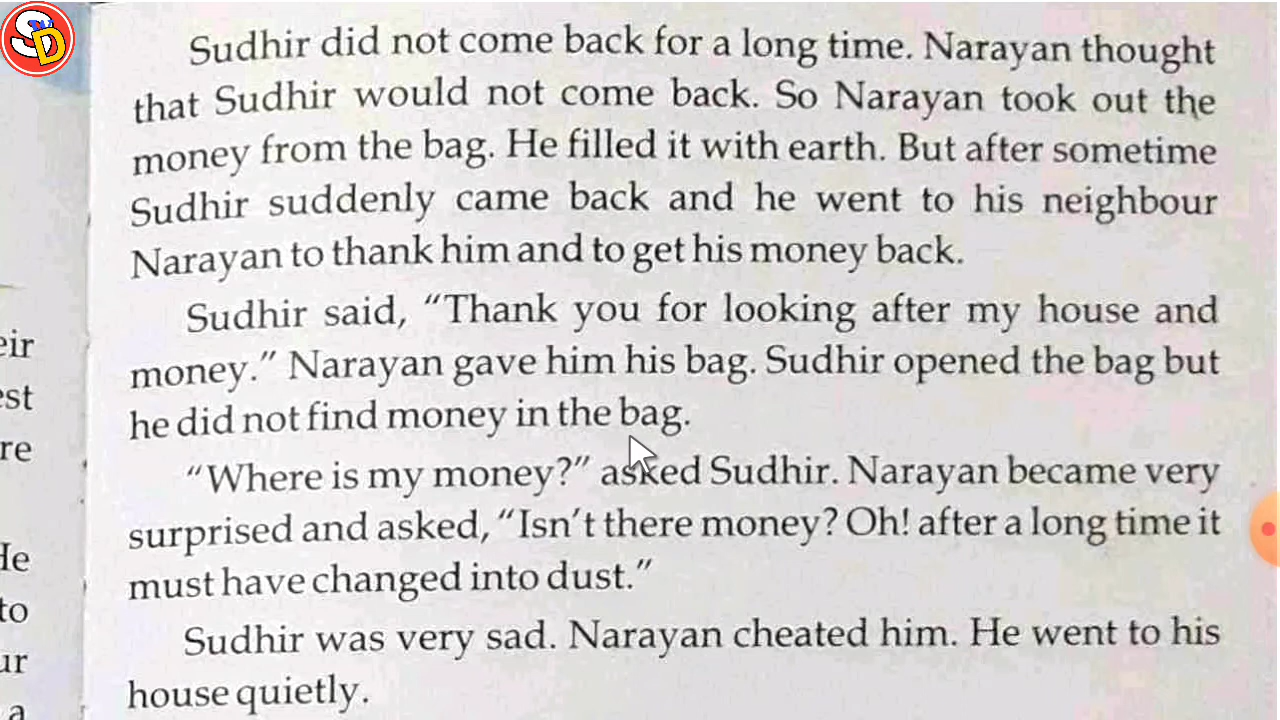 SD
Sudhir did not come back for a long time. Narayan thought
that Sudhir would not come back. So Narayan took out the
money from the bag. He filled it with earth. But after sometime
Sudhir suddenly came back and he went to his neighbour
Narayan to thank him and to get his money back.
Sudhir said, “Thank you for looking after my house and
money.” Narayan gave him his bag. Sudhir opened the bag but
he did not find money in the bag.
“Where is my money?” asked Sudhir. Narayan became very
surprised and asked, “Isn’t there money? Oh! after a long time it
must have changed into dust.”
Sudhir was very sad. Narayan cheated him. He went to his
house quietly.
eir
est
re
He
to
ur
a